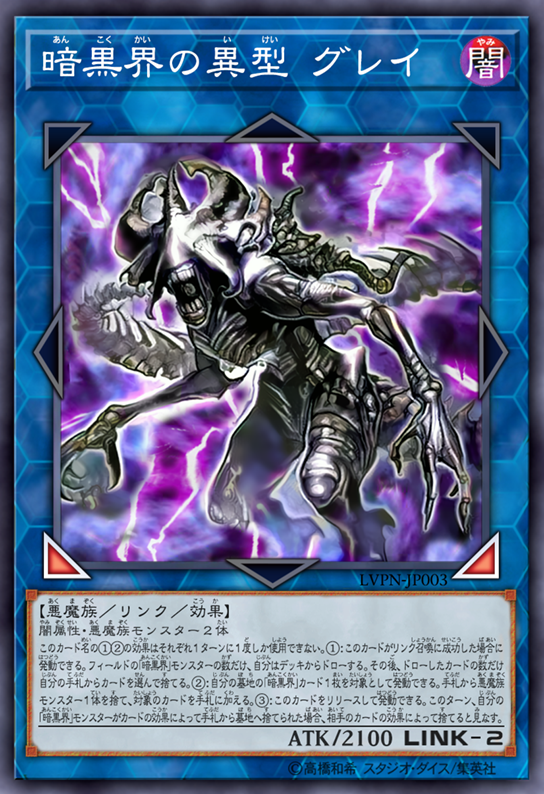 暗黒界の異型 グレイ
闇
LVPN-JP003
【悪魔族／リンク／効果】
闇属性・悪魔族モンスター２体
このカード名の①②の効果はそれぞれ１ターンに１度しか使用できない。①：このカードがリンク召喚に成功した場合に
発動できる。フィールドの「暗黒界」モンスターの数だけ、自分はデッキからドローする。その後、ドローしたカードの数だけ
自分の手札からカードを選んで捨てる。②：自分の墓地の「暗黒界」カード１枚を対象として発動できる。手札から悪魔族
モンスター１体を捨て、対象のカードを手札に加える。③：このカードをリリースして発動できる。このターン、自分の
「暗黒界」モンスターがカードの効果によって手札から墓地へ捨てられた場合、相手のカードの効果によって捨てると見なす。
ATK/2100 LINK-2
©高橋和希 スタジオ・ダイス/集英社